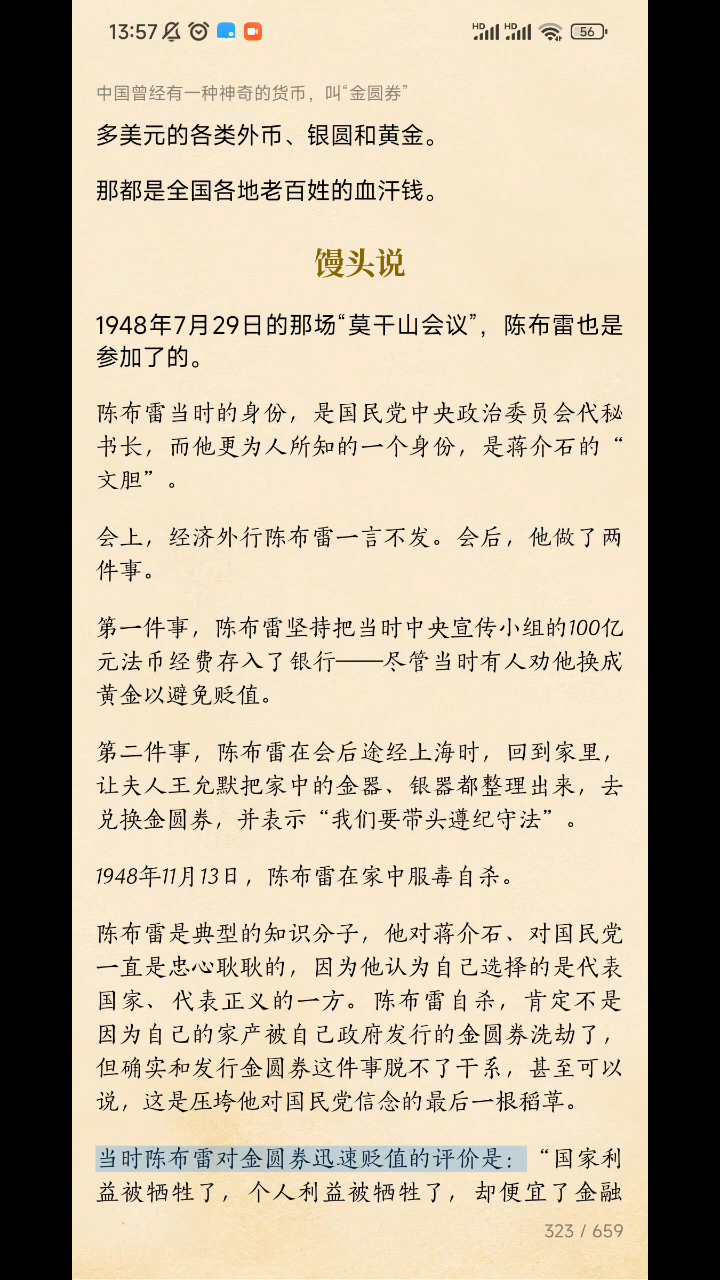 13:57
HD HD 56
中国曾经有一种神奇的货币，叫“金圆券”
多美元的各类外币、银圆和黄金。
那都是全国各地老百姓的血汗钱。
馒头说
1948年7月29日的那场“莫干山会议”，陈布雷也是
参加了的。
陈布雷当时的身份，是国民党中央政治委员会代秘
书长，而他更为人所知的一个身份，是蒋介石的“
文胆”。
会上，经济外行陈布雷一言不发。会后，他做了两
件事。
第一件事，陈布雷坚持把当时中央宣传小组的100亿
元法币经费存入了银行——尽管当时有人劝他换成
黄金以避免贬值。
第二件事，陈布雷在会后途经上海时，回到家里，
让夫人王允默把家中的金器、银器都整理出来，去
兑换金圆券，并表示“我们要带头遵纪守法”。
1948年11月13日，陈布雷在家中服毒自杀。
陈布雷是典型的知识分子，他对蒋介石、对国民党
一直是忠心耿耿的，因为他认为自己选择的是代表
国家、代表正义的一方。陈布雷自杀，肯定不是
因为自己的家产被自己政府发行的金圆券洗劫了，
但确实和发行金圆券这件事脱不了干系，甚至可以
说，这是压垮他对国民党信念的最后一根稻草。
当时陈布雷对金圆券迅速贬值的评价是：“国家利
益被牺牲了，个人利益被牺牲了，却便宜了金融
323 / 659